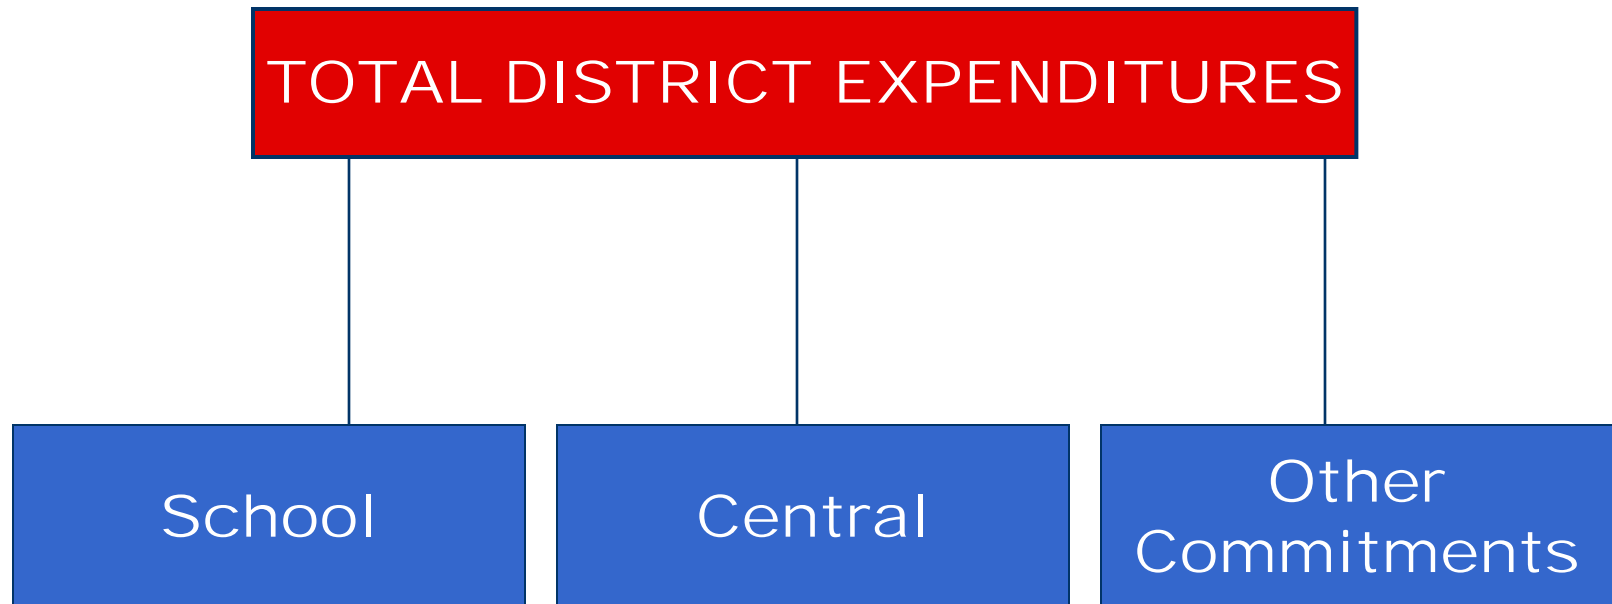 TOTAL DISTRICT EXPENDITURES
School
Central
Other
Commitments